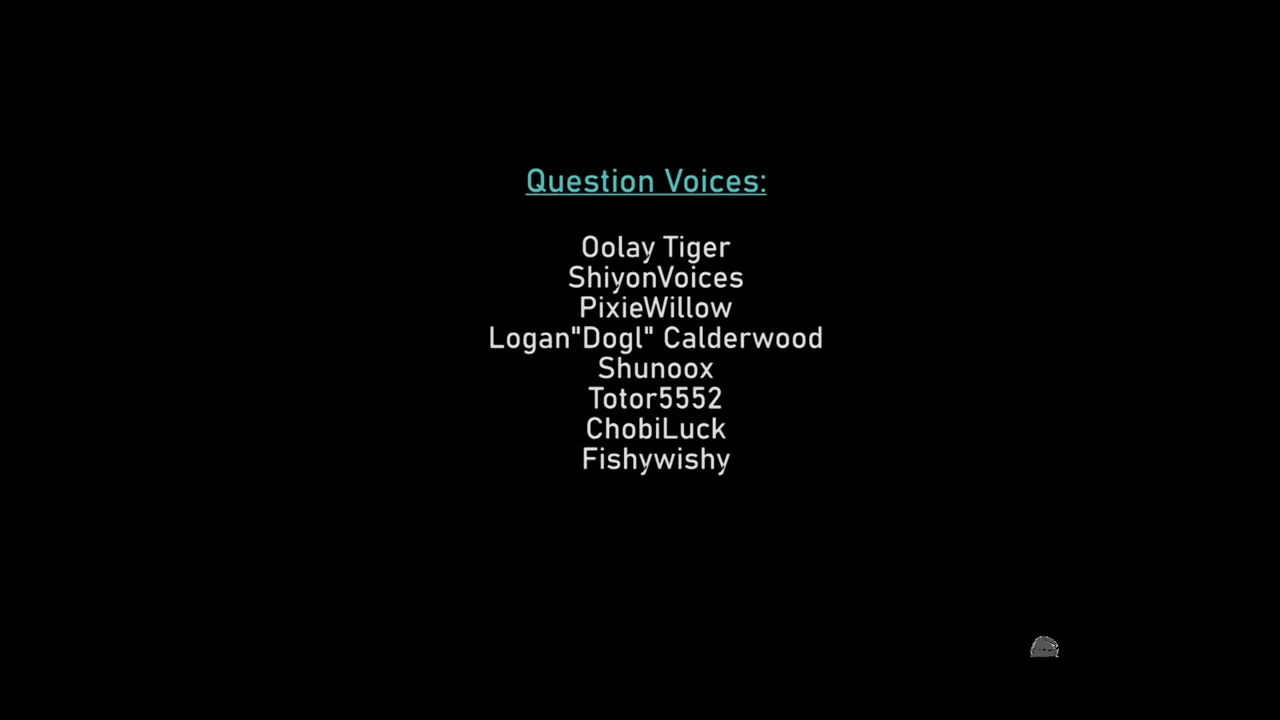 Question Voices:
Oolay Tiger
ShiyonVoices
PixieWillow
Logan"Dogl" Calderwood
Shunoox
Totor5552
ChobiLuck
Fishywishy